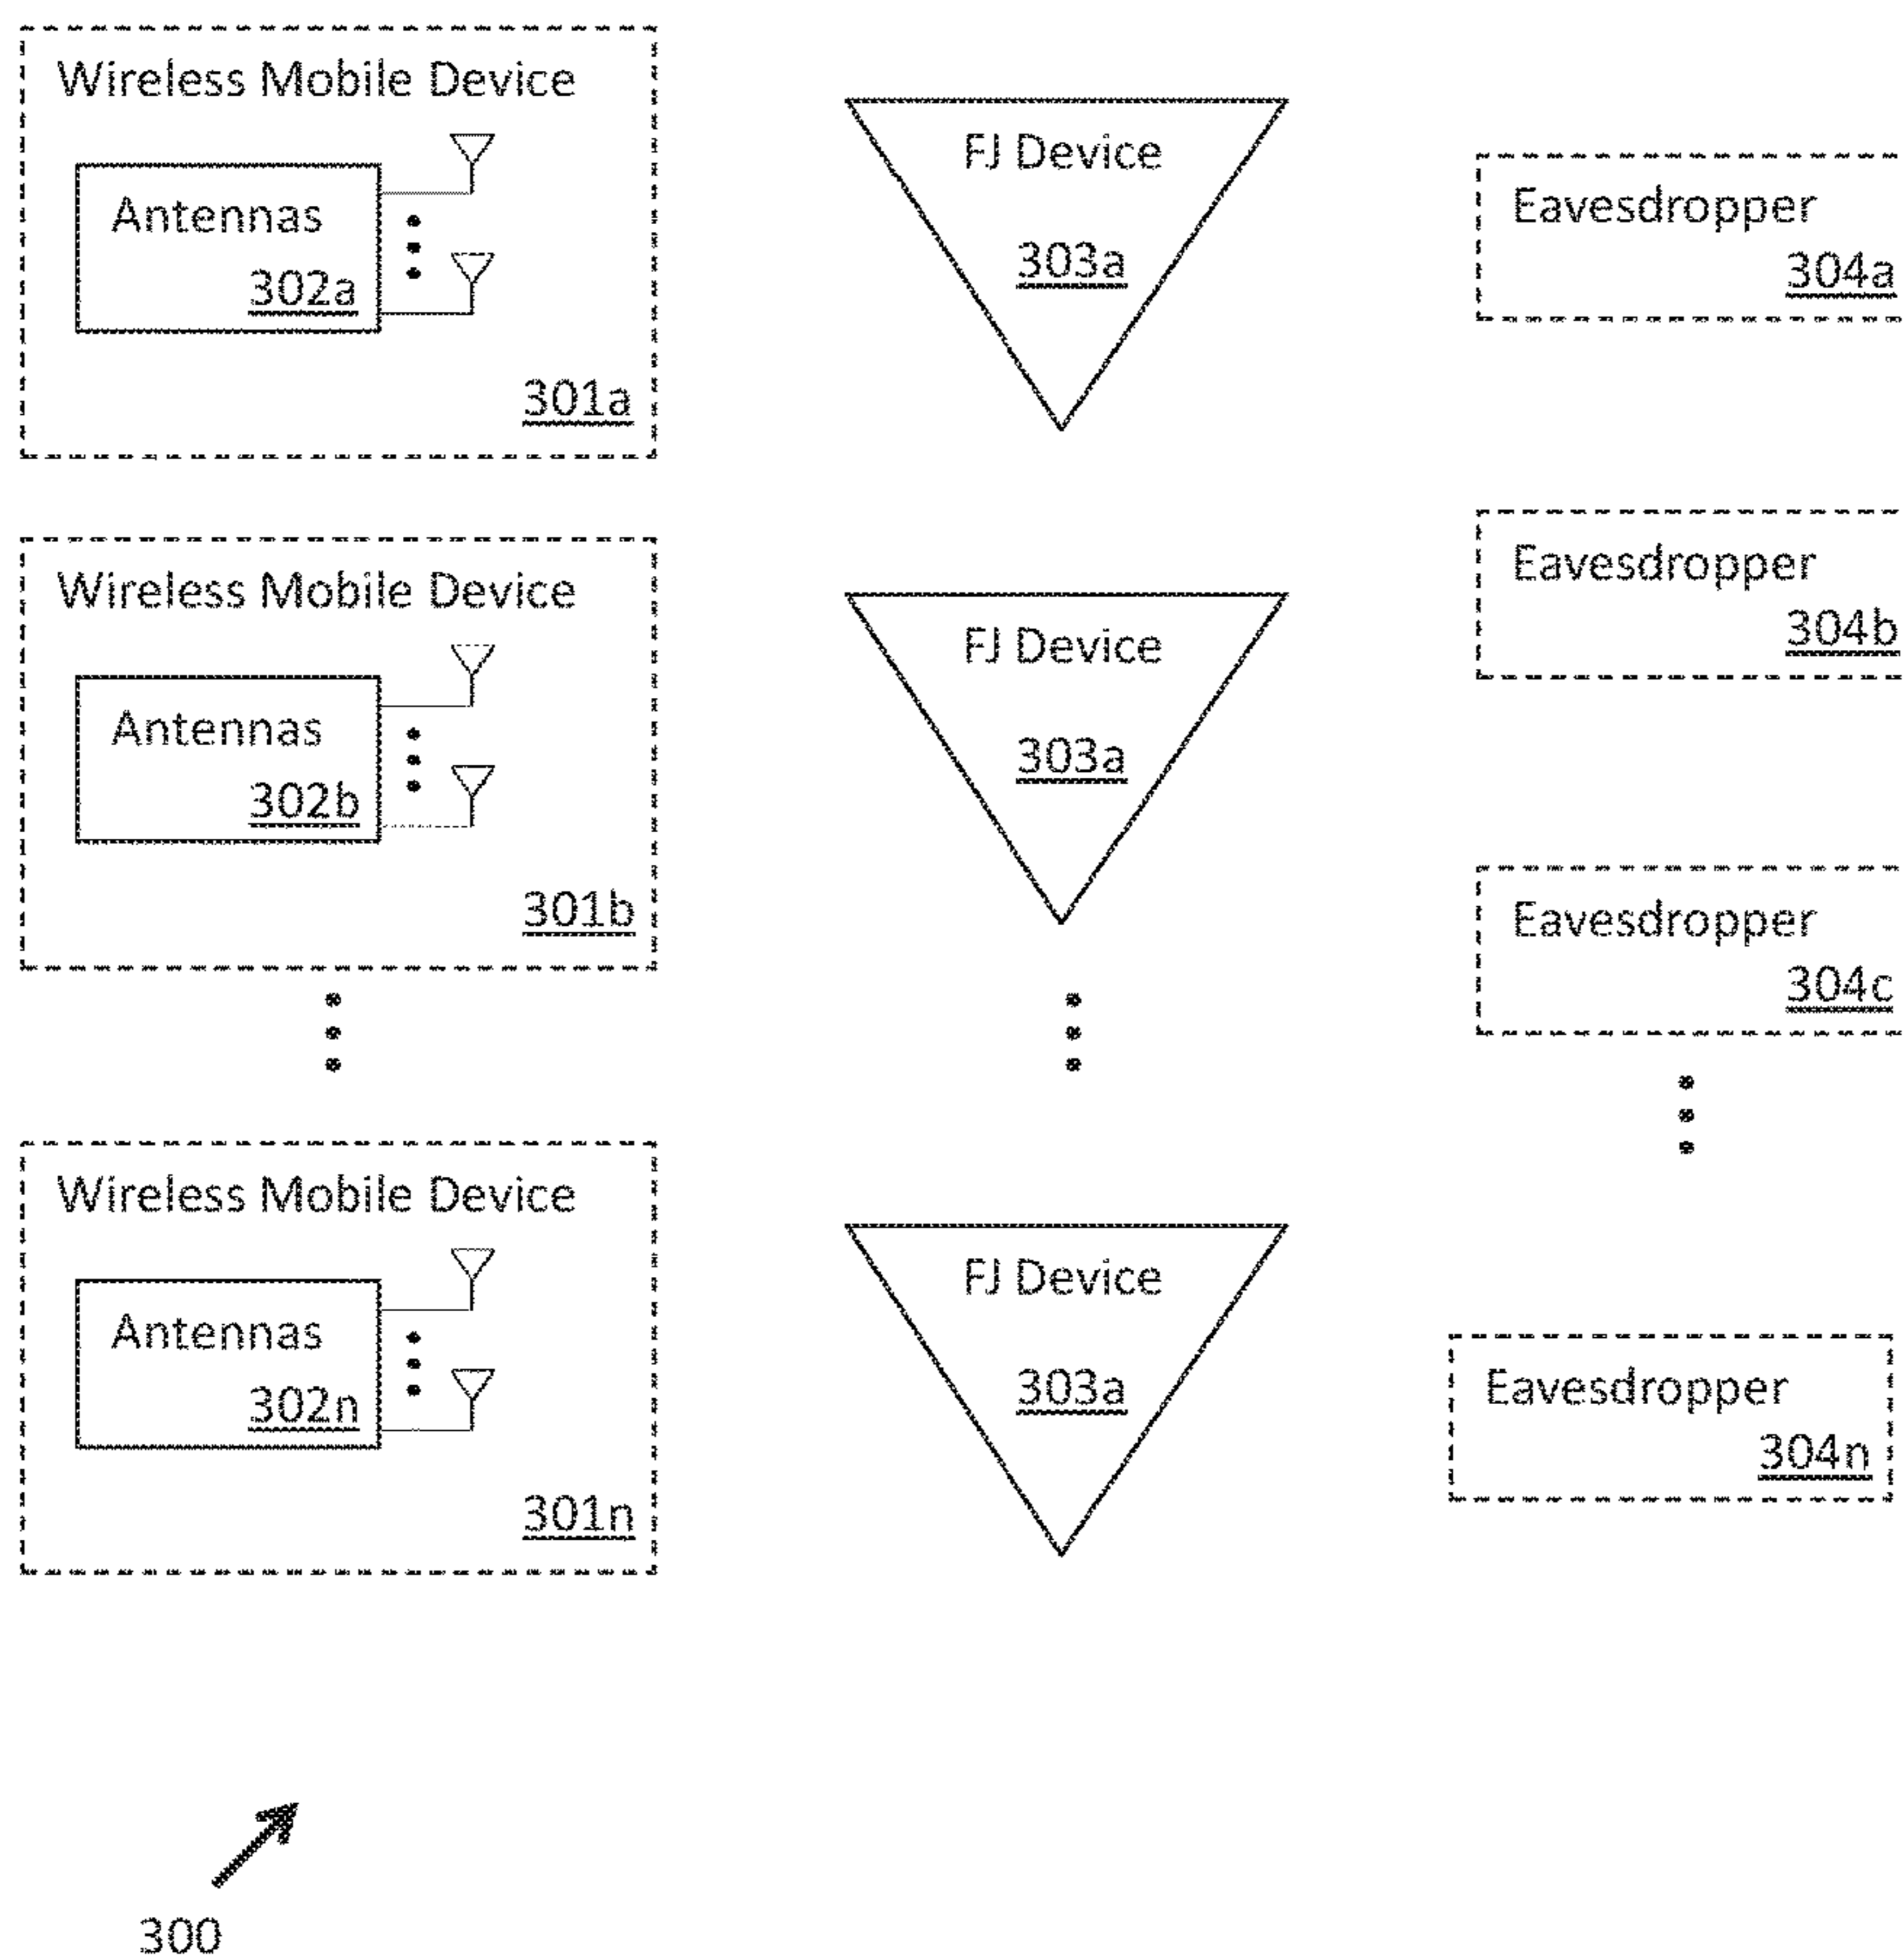 Wireless Mobile Device
Antennas
302a
301a
FJ Device
303a
Eavesdropper
304a
Wireless Mobile Device
Antennas
302b
301b
FJ Device
303a
Eavesdropper
304b
Eavesdropper
304c
Wireless Mobile Device
Antennas
302n
301n
FJ Device
303a
Eavesdropper
304n
300